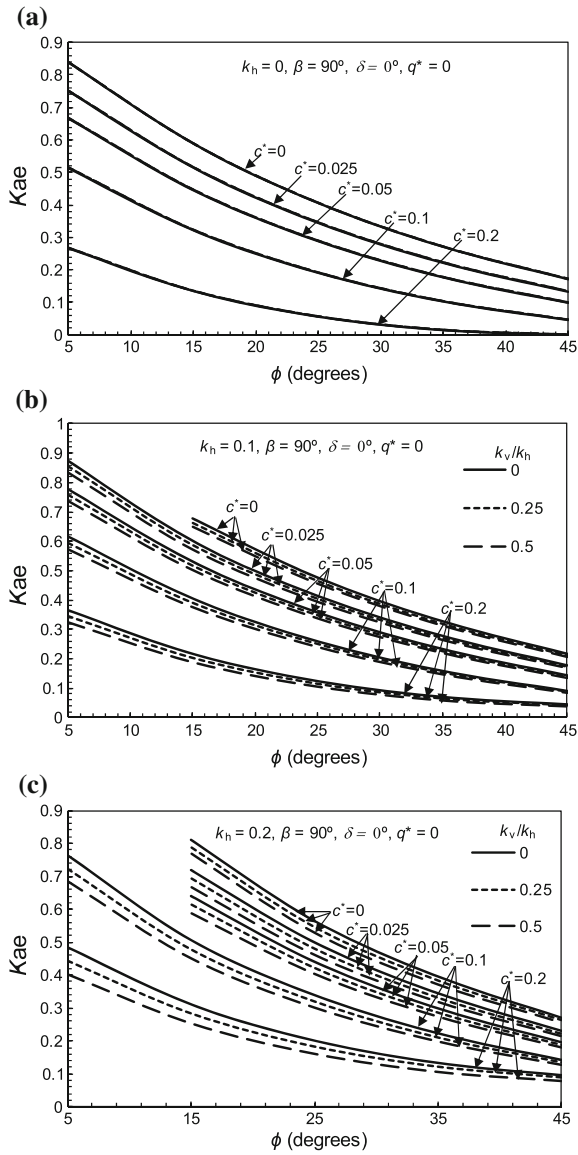 (a)
0.9
0.8
0.7
0.6
0.5
0.4
0.3
0.2
0.1
0
Kae
k_h = 0, β = 90º, δ = 0º, q* = 0
c*=0
c*=0.025
c*=0.05
c*=0.1
c*=0.2
5 10 15 20 25 30 35 40 45
ϕ (degrees)
(b)
1
0.9
0.8
0.7
0.6
0.5
0.4
0.3
0.2
0.1
0
Kae
k_h = 0.1, β = 90º, δ = 0º, q* = 0
k_v/k_h
0
0.25
0.5
c*=0
c*=0.025
c*=0.05
c*=0.1
c*=0.2
5 10 15 20 25 30 35 40 45
ϕ (degrees)
(c)
0.9
0.8
0.7
0.6
0.5
0.4
0.3
0.2
0.1
0
Kae
k_h = 0.2, β = 90º, δ = 0º, q* = 0
k_v/k_h
0
0.25
0.5
c*=0
c*=0.025
c*=0.05
c*=0.1
c*=0.2
5 15 25 35 45
ϕ (degrees)